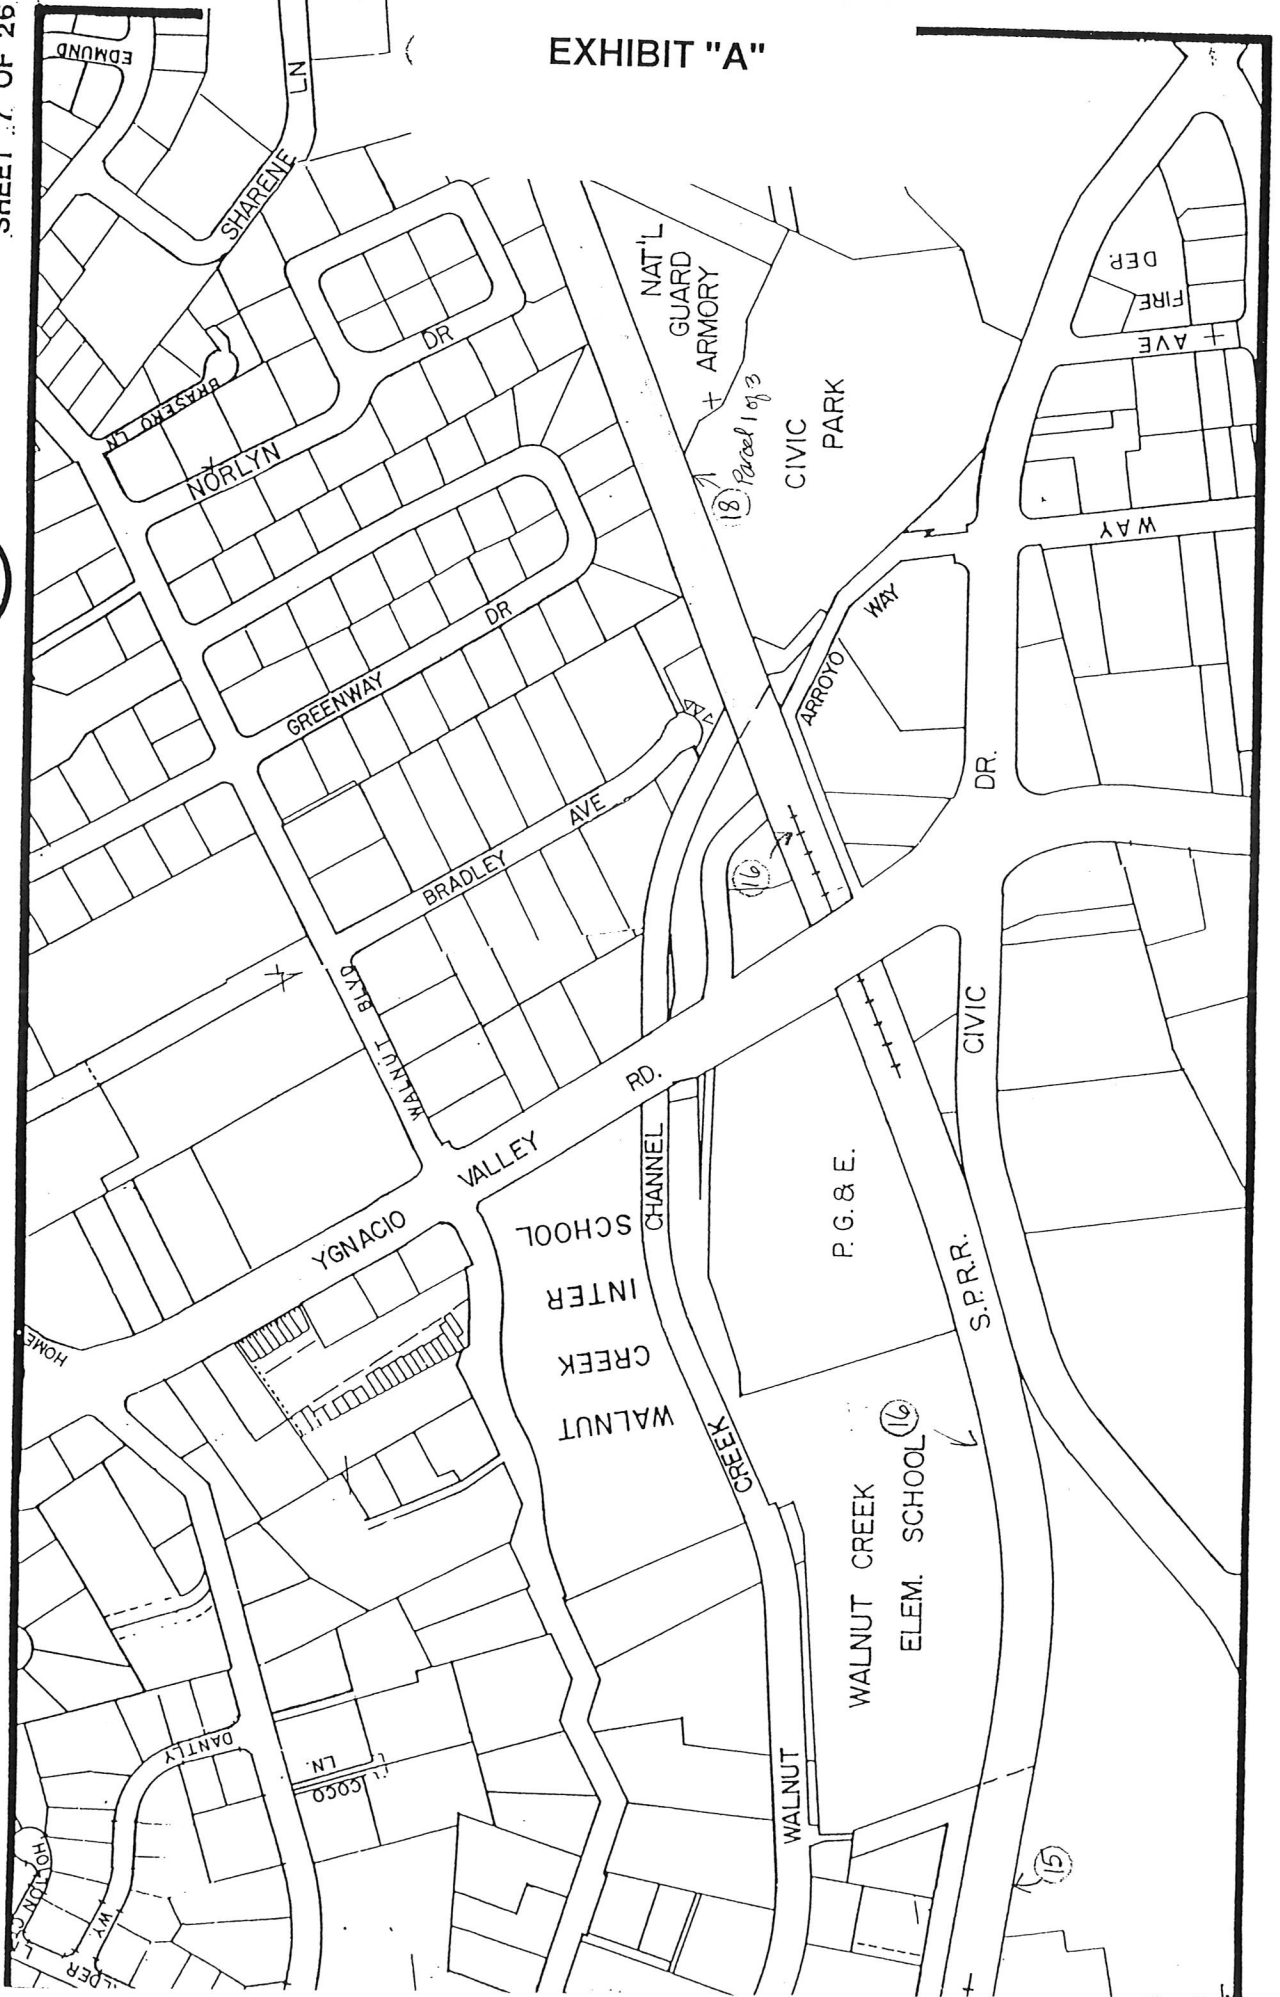 SHEET 7 OF 26
EXHIBIT "A"
EDMUND
LN
SHARENE
NAT'L
GUARD
ARMORY
FIRE
DEP.
AVE
DR
BRASERO LN
NORLYN
18 Parcel 1 of 3
CIVIC
PARK
WAY
DR
GREENWAY
ARROYO
WAY
DR.
AVE
BRADLEY
16
WALNUT BLVD
CIVIC
RD.
VALLEY
YGNACIO
CHANNEL
P.G. & E.
S.P.R.R.
HOME
WALNUT
CREEK
INTER
SCHOOL
CREEK
WALNUT CREEK
ELEM. SCHOOL
16
DANTLY
LN.
WALNUT
HOLTON
WY
15